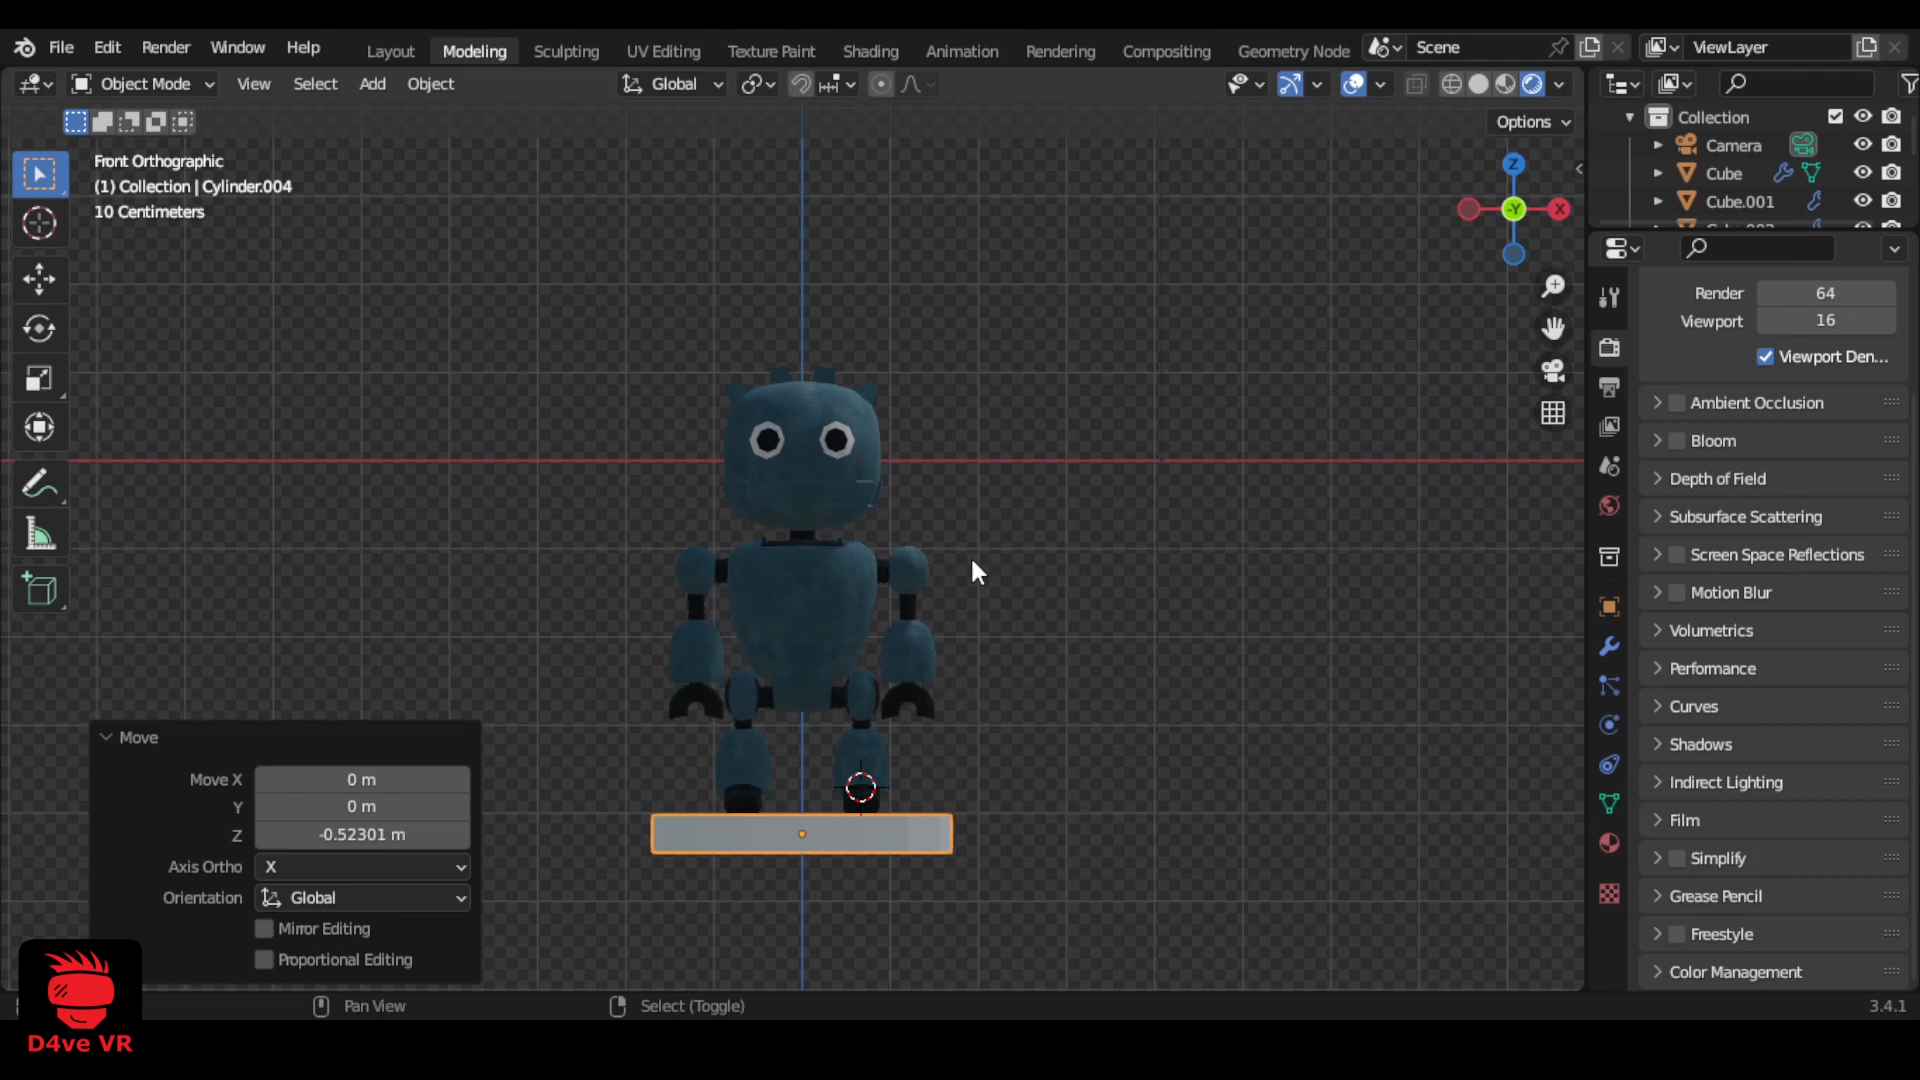 File Edit Render Window Help Layout Modeling Sculpting UV Editing Texture Paint Shading Animation Rendering Compositing Geometry Node Scene ViewLayer
Object Mode View Select Add Object Global
Options
Front Orthographic
(1) Collection | Cylinder.004
10 Centimeters
Z
Y
X
Collection
Camera
Cube
Cube.001
Render 64
Viewport 16
Viewport Den...
Ambient Occlusion
Bloom
Depth of Field
Subsurface Scattering
Screen Space Reflections
Motion Blur
Volumetrics
Performance
Curves
Shadows
Indirect Lighting
Film
Simplify
Grease Pencil
Freestyle
Color Management
Move
Move X 0 m
Y 0 m
Z -0.52301 m
Axis Ortho X
Orientation Global
Mirror Editing
Proportional Editing
Pan View Select (Toggle) 3.4.1
D4ve VR